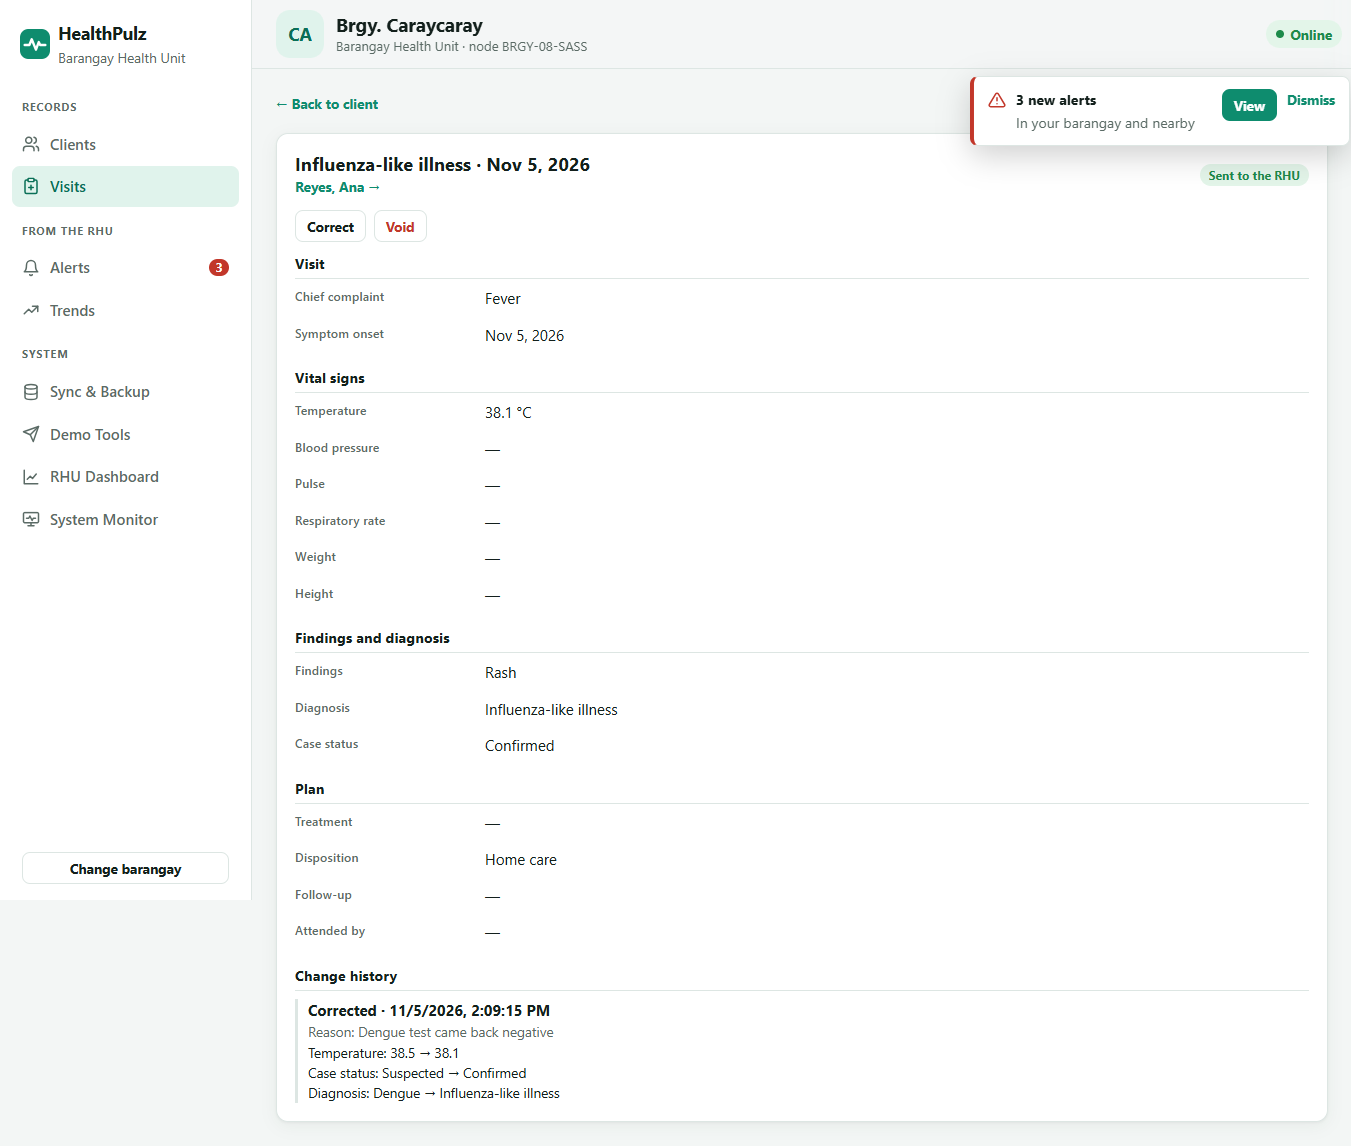 HealthPulz
Barangay Health Unit
RECORDS
Clients
Visits
FROM THE RHU
Alerts
3
Trends
SYSTEM
Sync & Backup
Demo Tools
RHU Dashboard
System Monitor
Change barangay
CA
Brgy. Caraycaray
Barangay Health Unit · node BRGY-08-SASS
Online
3 new alerts
In your barangay and nearby
View
Dismiss
← Back to client
Influenza-like illness · Nov 5, 2026
Reyes, Ana →
Sent to the RHU
Correct
Void
Visit
Chief complaint
Fever
Symptom onset
Nov 5, 2026
Vital signs
Temperature
38.1 °C
Blood pressure
—
Pulse
—
Respiratory rate
—
Weight
—
Height
—
Findings and diagnosis
Findings
Rash
Diagnosis
Influenza-like illness
Case status
Confirmed
Plan
Treatment
—
Disposition
Home care
Follow-up
—
Attended by
—
Change history
Corrected · 11/5/2026, 2:09:15 PM
Reason: Dengue test came back negative
Temperature: 38.5 → 38.1
Case status: Suspected → Confirmed
Diagnosis: Dengue → Influenza-like illness